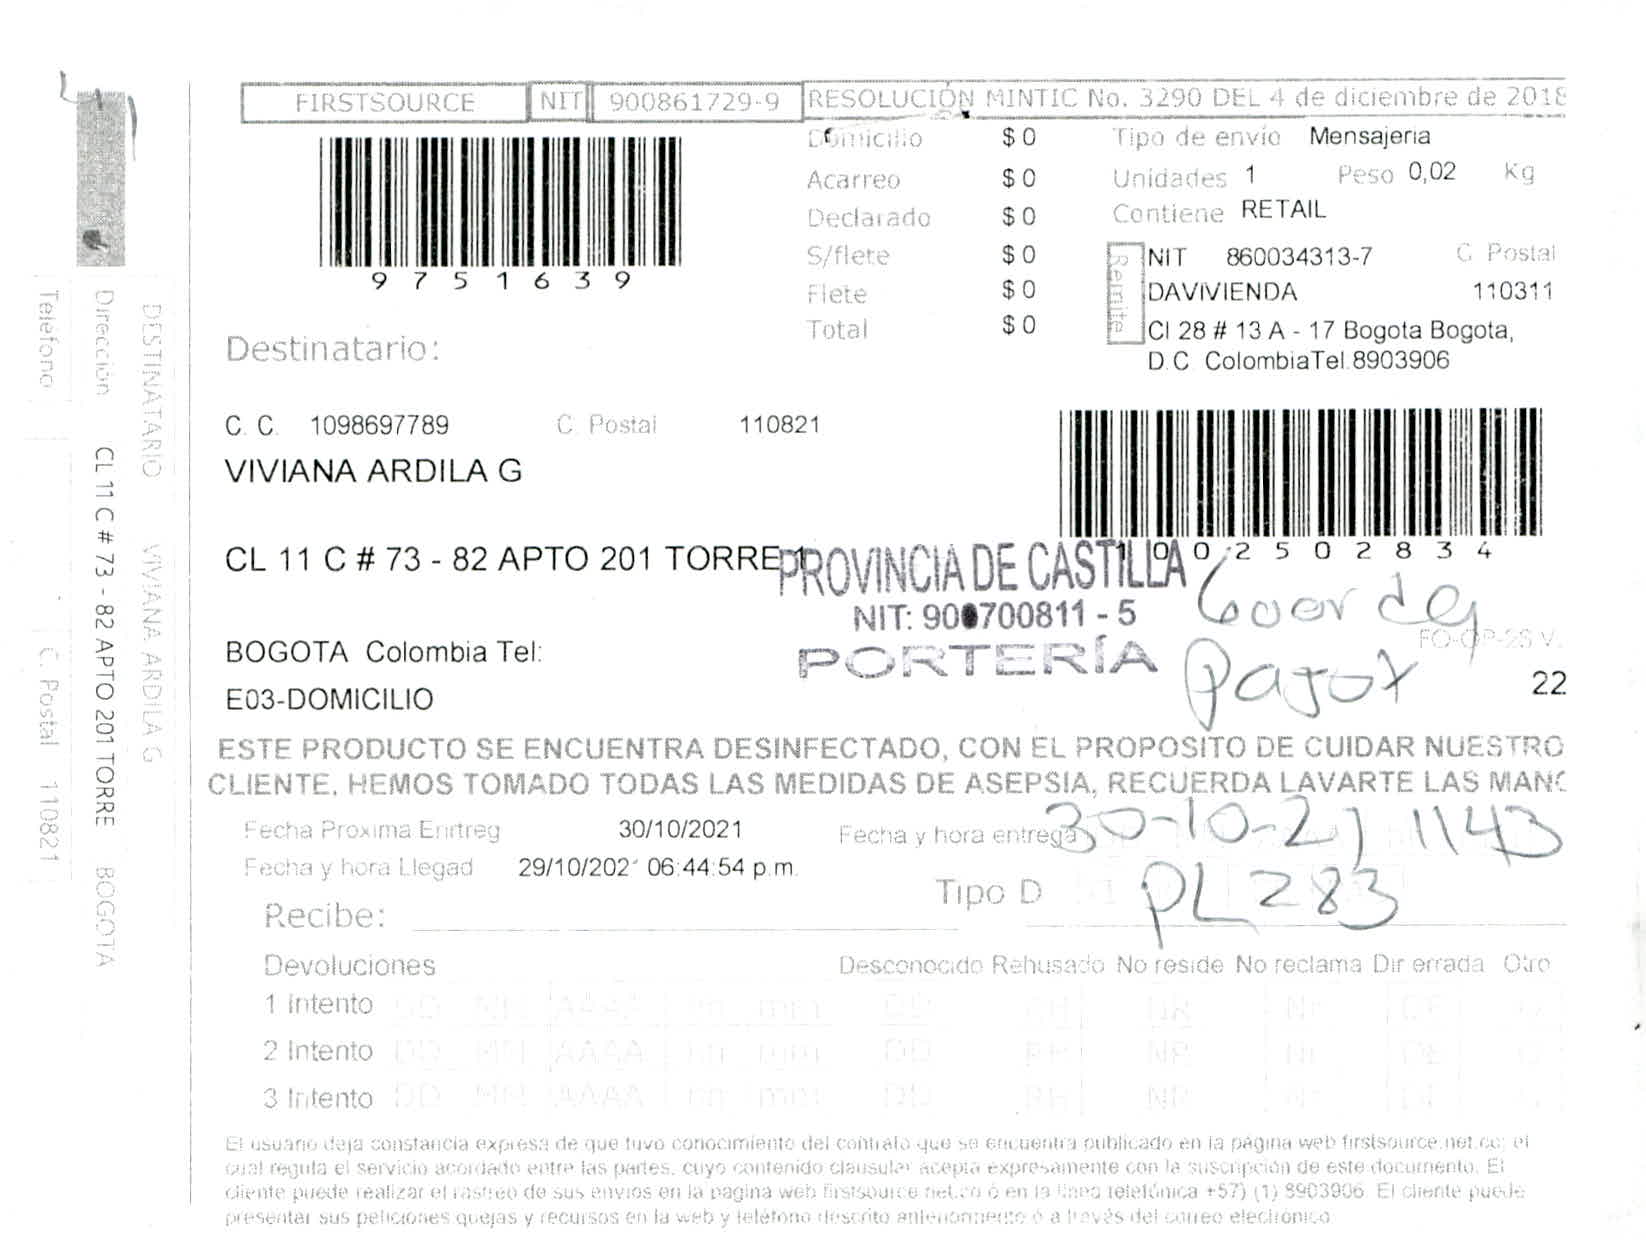 FIRSTSOURCE NIT 900861729-9 RESOLUCIÓN MINTIC No. 3290 DEL 4 de diciembre de 2018
9751639
Domicilio $ 0
Acarreo $ 0
Declarado $ 0
S/flete $ 0
Flete $ 0
Total $ 0
Tipo de envío Mensajeria
Unidades 1 Peso 0,02 Kg
Contiene RETAIL
Remite
NIT 860034313-7 C Postal
DAVIVIENDA 110311
Cl 28 # 13 A - 17 Bogota Bogota,
D.C ColombiaTel.8903906
Destinatario:
C. C. 1098697789 C. Postal 110821
VIVIANA ARDILA G
CL 11 C # 73 - 82 APTO 201 TORRE 1
BOGOTA Colombia Tel:
E03-DOMICILIO
PROVINCIA DE CASTILLA
PORTERÍA
FO-OP-28 V.
22
ESTE PRODUCTO SE ENCUENTRA DESINFECTADO, CON EL PROPOSITO DE CUIDAR NUESTRO
CLIENTE, HEMOS TOMADO TODAS LAS MEDIDAS DE ASEPSIA, RECUERDA LAVARTE LAS MANO
Fecha Proxima Entreg 30/10/2021 Fecha y hora entrega 30-10-21 1143
Fecha y hora Llegad 29/10/2021 06:44:54 p.m.
Tipo D PL 283
Recibe:
Devoluciones Desconocido Rehusado No reside No reclama Dir errada Otro
1 Intento DD MM AAAA hh mm DD RH NR Nr DE O
2 Intento DD MM AAAA hh mm DD RH NR Nr DE O
3 Intento DD MM AAAA hh mm DD RH NR Nr DE O
El usuario deja constancia expresa de que tuvo conocimiento del contrato que se encuentra publicado en la página web firstsource.net.co; el
cual regula el servicio acordado entre las partes, cuyo contenido clausular acepta expresamente con la suscripción de este documento. El
cliente puede realizar el rastreo de sus envios en la pagina web firstsource.net.co ó en la linea telefónica +57) (1) 8903906. El cliente puede
presentar sus peticiones quejas y recursos en la web y teléfono descrito anteriormente o a través del correo electrónico
DESTINATARIO VIVIANA ARDILA G
Dirección CL 11 C # 73 - 82 APTO 201 TORRE BOGOTA
Teléfono C. Postal 110821